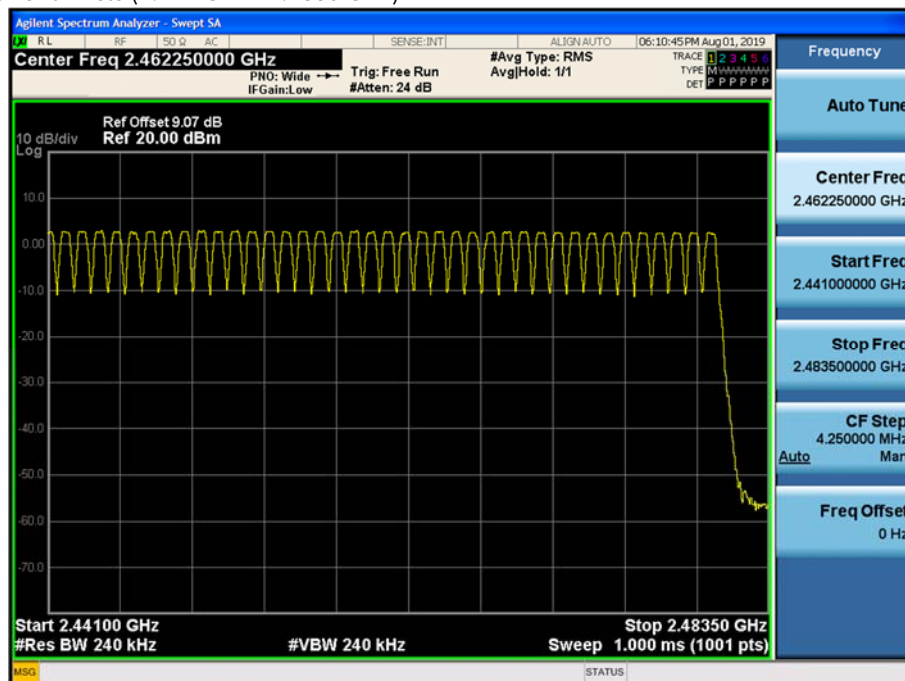 Agilent Spectrum Analyzer - Swept SA
RL RF 50 Ω AC SENSE:INT ALIGN AUTO 06:10:45 PM Aug 01, 2019
Center Freq 2.462250000 GHz
PNO: Wide
IFGain:Low
Trig: Free Run
#Atten: 24 dB
#Avg Type: RMS
Avg|Hold: 1/1
TRACE 1 2 3 4 5 6
TYPE M W W W W W
DET P P P P P P
Ref Offset 9.07 dB
10 dB/div Ref 20.00 dBm
Log
10.0
0.00
-10.0
-20.0
-30.0
-40.0
-50.0
-60.0
-70.0
Start 2.44100 GHz Stop 2.48350 GHz
#Res BW 240 kHz #VBW 240 kHz Sweep 1.000 ms (1001 pts)
MSG STATUS
Frequency
Auto Tune
Center Freq
2.462250000 GHz
Start Freq
2.441000000 GHz
Stop Freq
2.483500000 GHz
CF Step
4.250000 MHz
Auto Man
Freq Offset
0 Hz